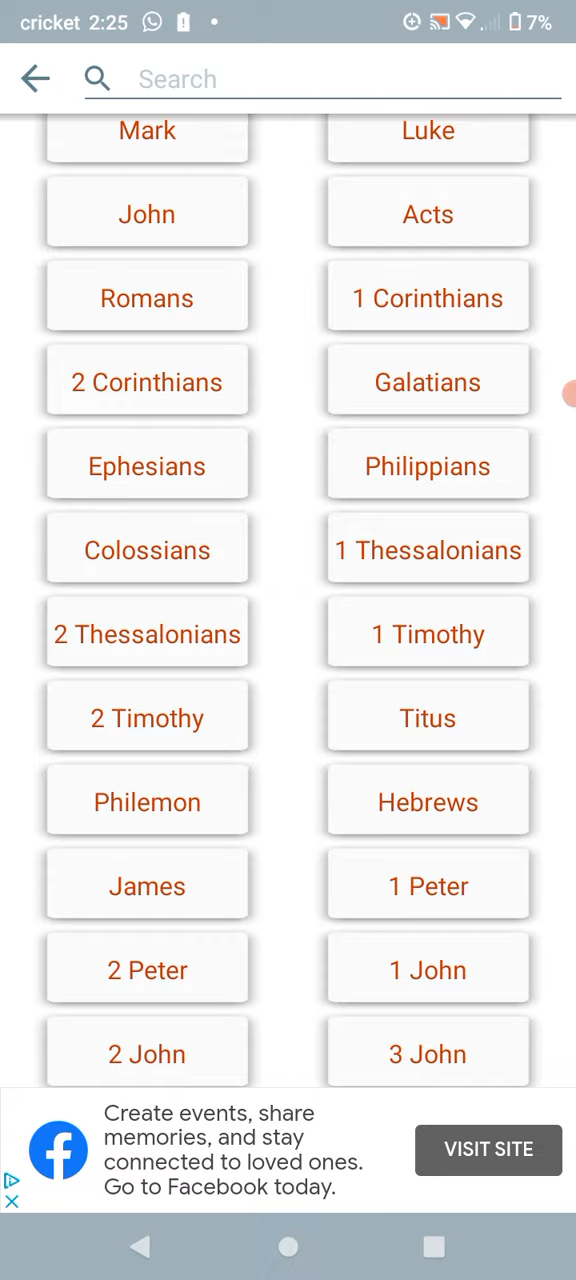 cricket 2:25 7%
Search
Mark Luke
John Acts
Romans 1 Corinthians
2 Corinthians Galatians
Ephesians Philippians
Colossians 1 Thessalonians
2 Thessalonians 1 Timothy
2 Timothy Titus
Philemon Hebrews
James 1 Peter
2 Peter 1 John
2 John 3 John
Create events, share
memories, and stay
connected to loved ones.
Go to Facebook today.
VISIT SITE